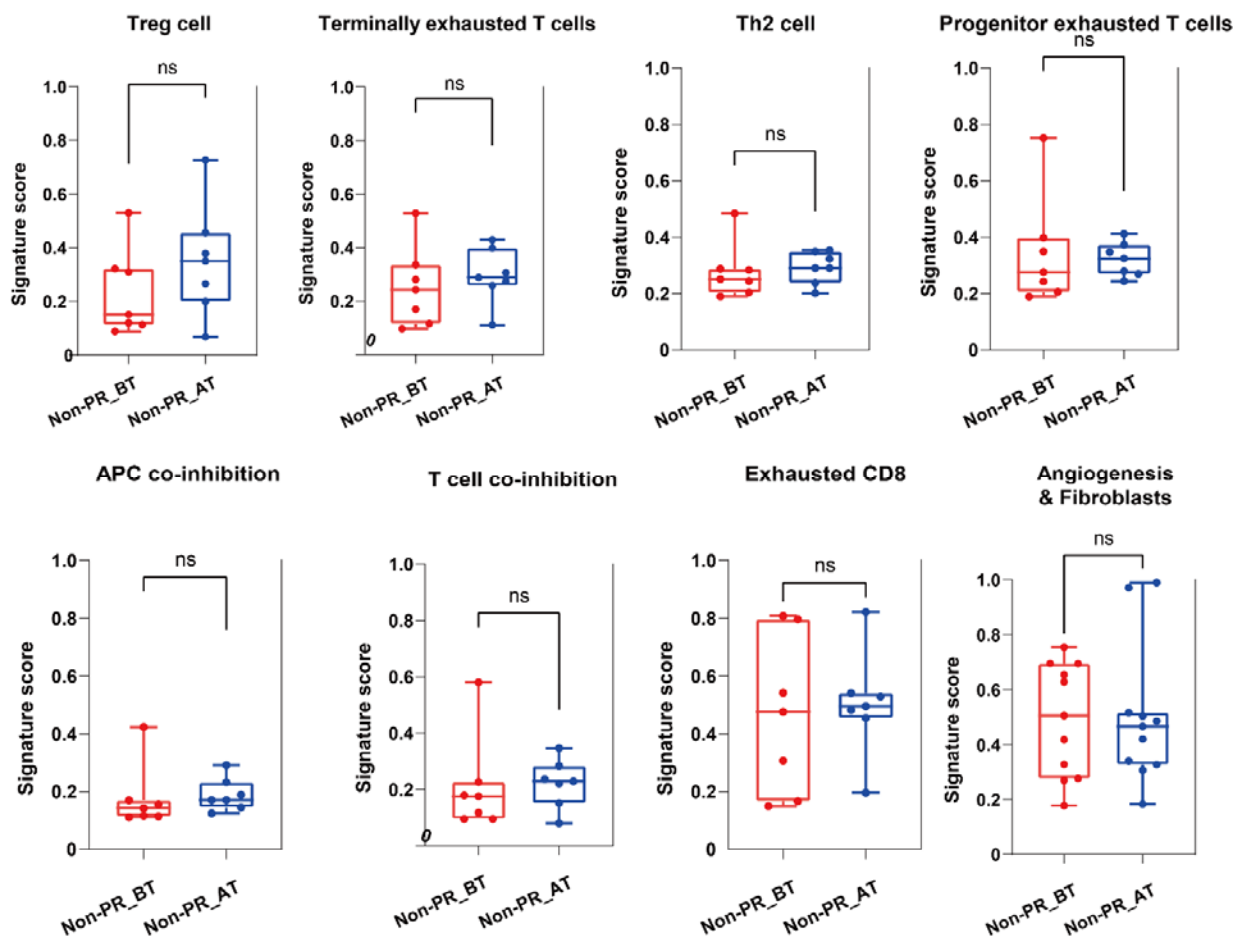 Treg cell
ns
1.0
0.8
0.6
0.4
0.2
0
Signature score
Non-PR_BT
Non-PR_AT
Terminally exhausted T cells
ns
1.0
0.8
0.6
0.4
0.2
0
Signature score
Non-PR_BT
Non-PR_AT
Th2 cell
ns
1.0
0.8
0.6
0.4
0.2
0
Signature score
Non-PR_BT
Non-PR_AT
Progenitor exhausted T cells
ns
1.0
0.8
0.6
0.4
0.2
0
Signature score
Non-PR_BT
Non-PR_AT
APC co-inhibition
ns
1.0
0.8
0.6
0.4
0.2
0
Signature score
Non-PR_BT
Non-PR_AT
T cell co-inhibition
ns
1.0
0.8
0.6
0.4
0.2
0
Signature score
Non-PR_BT
Non-PR_AT
Exhausted CD8
ns
1.0
0.8
0.6
0.4
0.2
0
Signature score
Non-PR_BT
Non-PR_AT
Angiogenesis
& Fibroblasts
ns
1.0
0.8
0.6
0.4
0.2
0
Signature score
Non-PR_BT
Non-PR_AT